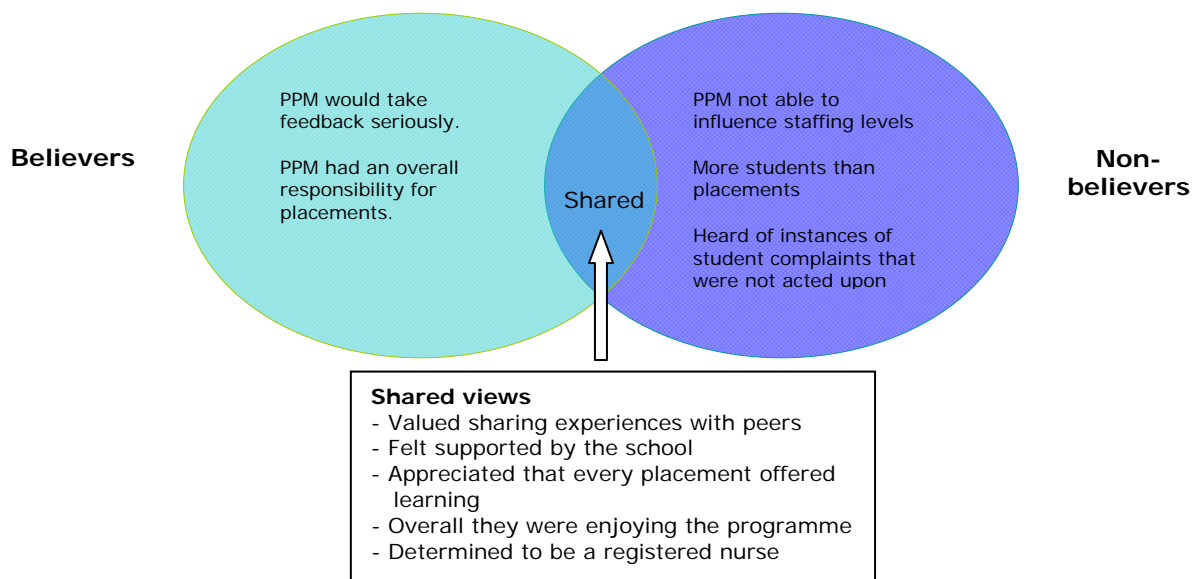 Believers
PPM would take
feedback seriously.
PPM had an overall
responsibility for
placements.
Shared
PPM not able to
influence staffing levels
More students than
placements
Heard of instances of
student complaints that
were not acted upon
Non-
believers
Shared views
- Valued sharing experiences with peers
- Felt supported by the school
- Appreciated that every placement offered
learning
- Overall they were enjoying the programme
- Determined to be a registered nurse